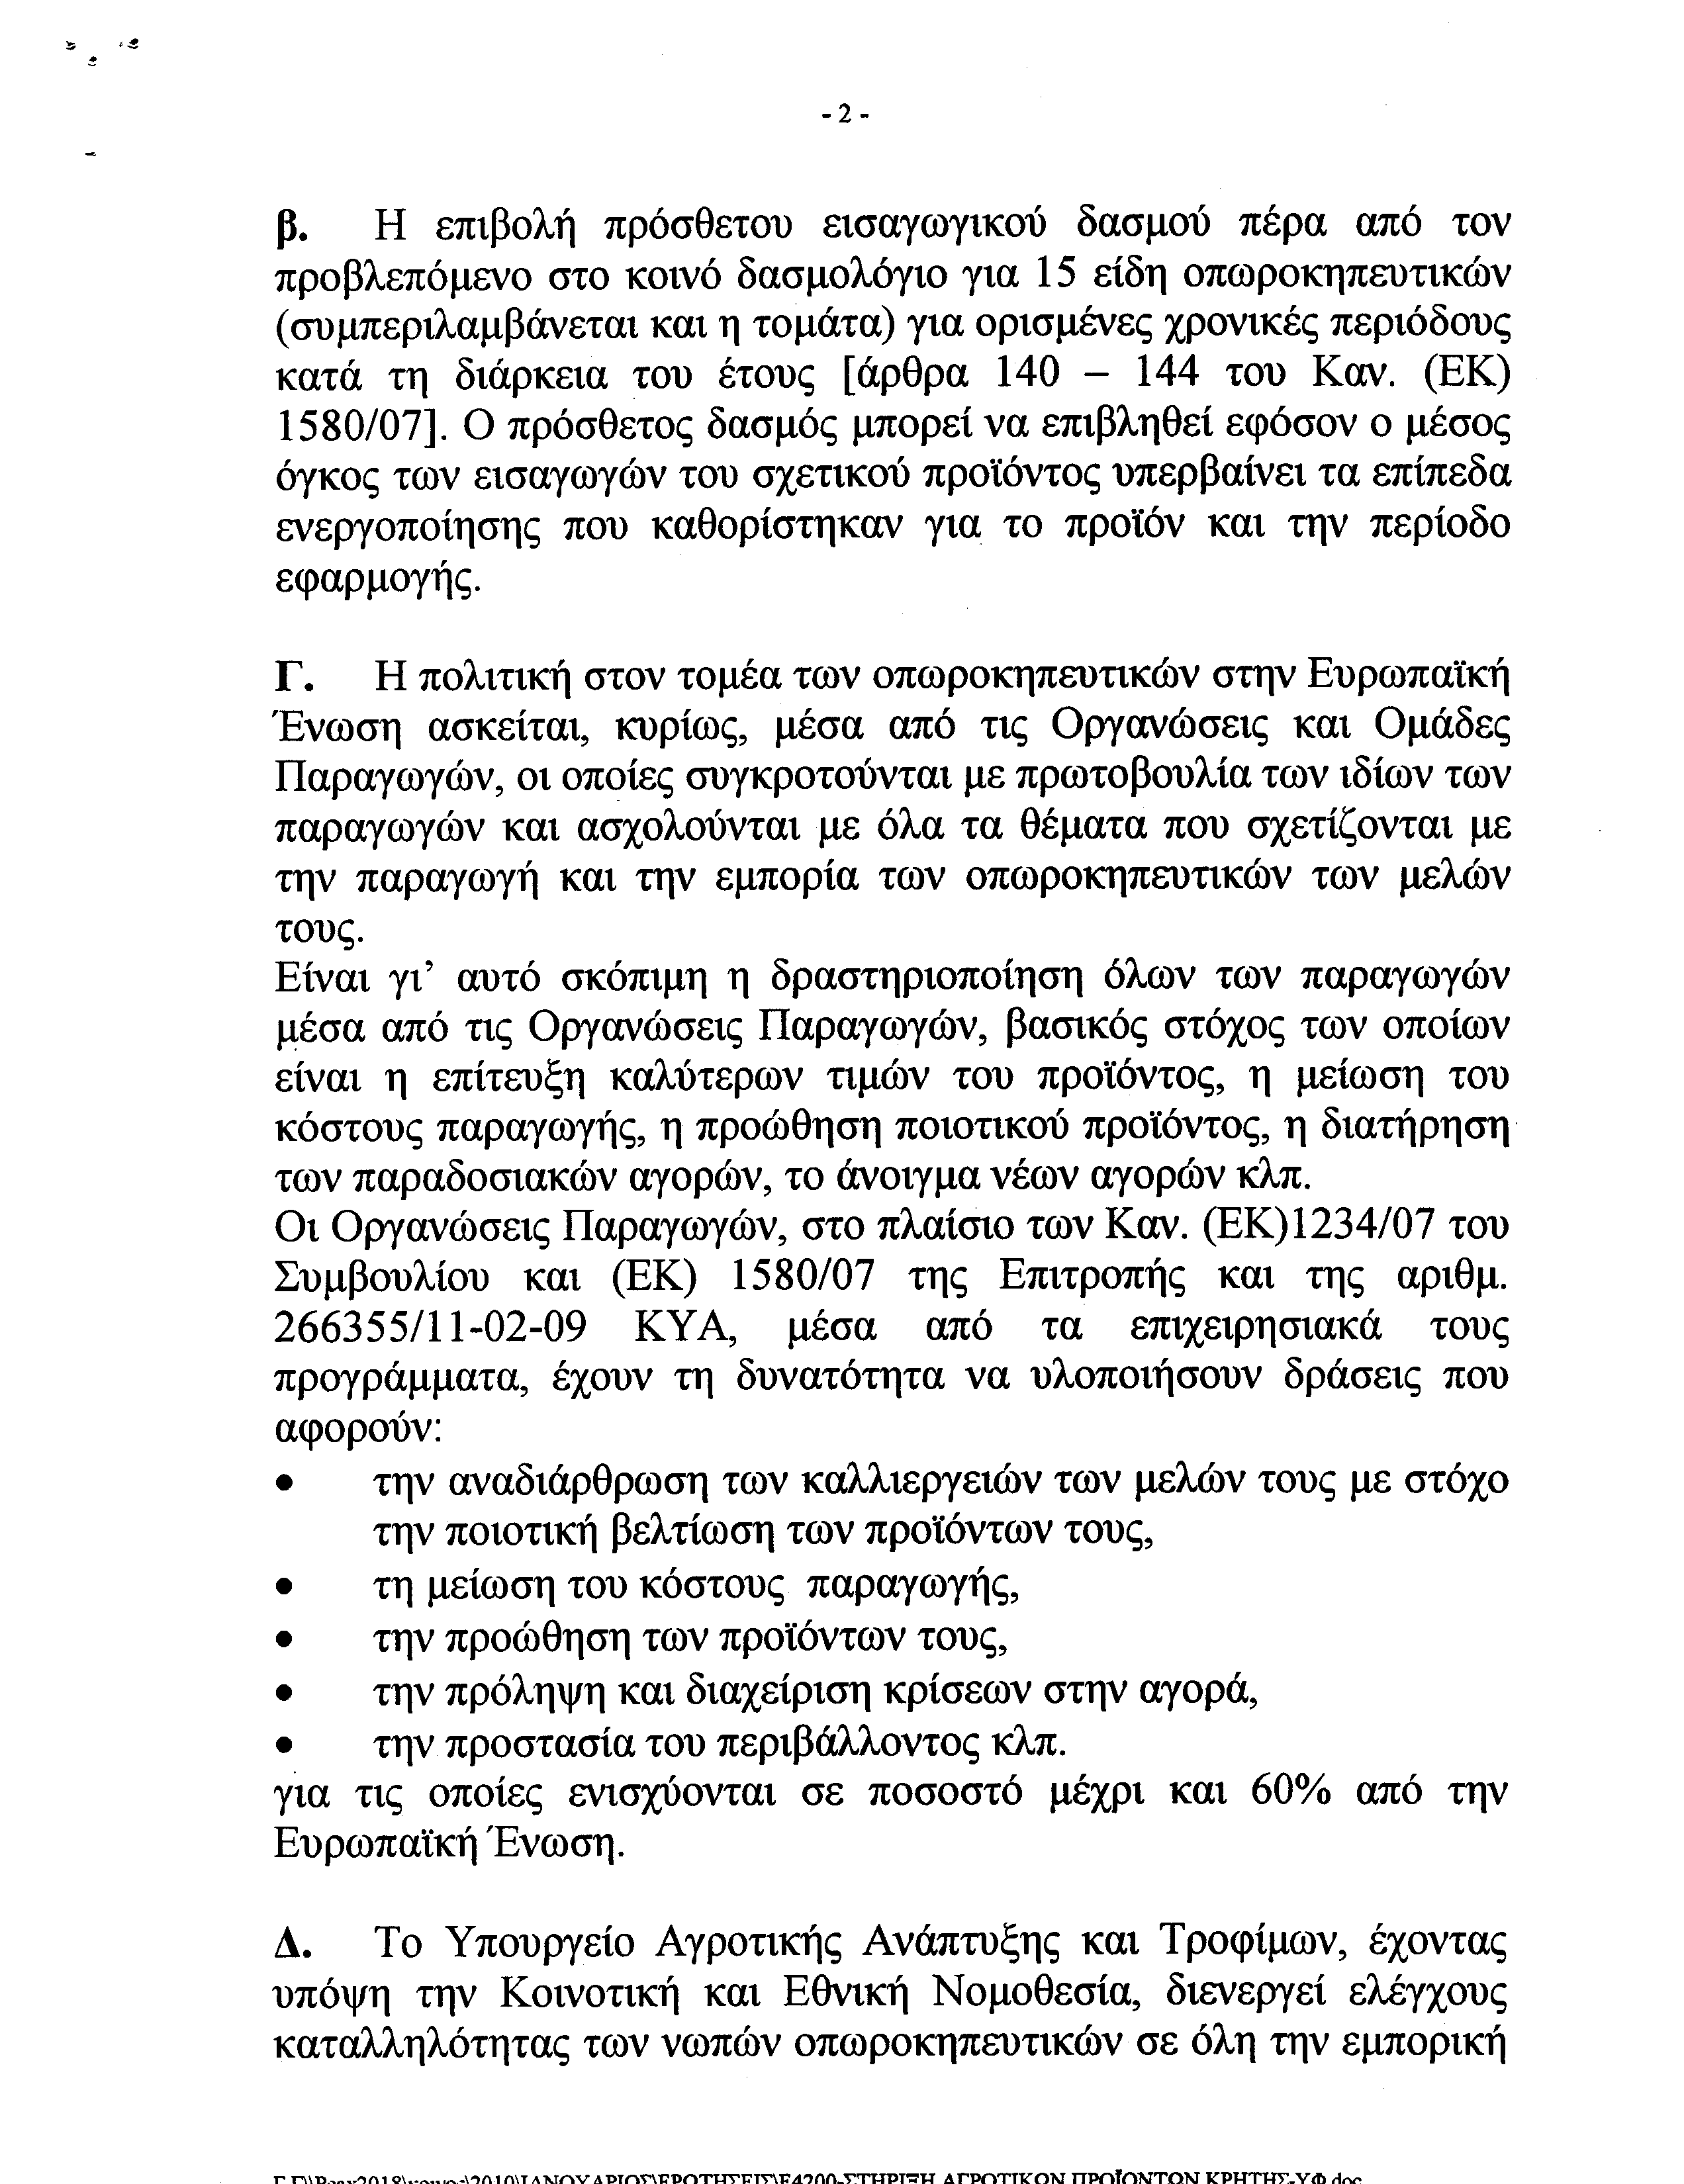 - 2 -
β. Η επιβολή πρόσθετου εισαγωγικού δασμού πέρα από τον
προβλεπόμενο στο κοινό δασμολόγιο για 15 είδη οπωροκηπευτικών
(συμπεριλαμβάνεται και η τομάτα) για ορισμένες χρονικές περιόδους
κατά τη διάρκεια του έτους [άρθρα 140 – 144 του Καν. (ΕΚ)
1580/07]. Ο πρόσθετος δασμός μπορεί να επιβληθεί εφόσον ο μέσος
όγκος των εισαγωγών του σχετικού προϊόντος υπερβαίνει τα επίπεδα
ενεργοποίησης που καθορίστηκαν για το προϊόν και την περίοδο
εφαρμογής.
Γ. Η πολιτική στον τομέα των οπωροκηπευτικών στην Ευρωπαϊκή
Ένωση ασκείται, κυρίως, μέσα από τις Οργανώσεις και Ομάδες
Παραγωγών, οι οποίες συγκροτούνται με πρωτοβουλία των ιδίων των
παραγωγών και ασχολούνται με όλα τα θέματα που σχετίζονται με
την παραγωγή και την εμπορία των οπωροκηπευτικών των μελών
τους.
Είναι γι’ αυτό σκόπιμη η δραστηριοποίηση όλων των παραγωγών
μέσα από τις Οργανώσεις Παραγωγών, βασικός στόχος των οποίων
είναι η επίτευξη καλύτερων τιμών του προϊόντος, η μείωση του
κόστους παραγωγής, η προώθηση ποιοτικού προϊόντος, η διατήρηση
των παραδοσιακών αγορών, το άνοιγμα νέων αγορών κλπ.
Οι Οργανώσεις Παραγωγών, στο πλαίσιο των Καν. (ΕΚ)1234/07 του
Συμβουλίου και (ΕΚ) 1580/07 της Επιτροπής και της αριθμ.
266355/11-02-09 ΚΥΑ, μέσα από τα επιχειρησιακά τους
προγράμματα, έχουν τη δυνατότητα να υλοποιήσουν δράσεις που
αφορούν:
• την αναδιάρθρωση των καλλιεργειών των μελών τους με στόχο
την ποιοτική βελτίωση των προϊόντων τους,
• τη μείωση του κόστους παραγωγής,
• την προώθηση των προϊόντων τους,
• την πρόληψη και διαχείριση κρίσεων στην αγορά,
• την προστασία του περιβάλλοντος κλπ.
για τις οποίες ενισχύονται σε ποσοστό μέχρι και 60% από την
Ευρωπαϊκή Ένωση.
Δ. Το Υπουργείο Αγροτικής Ανάπτυξης και Τροφίμων, έχοντας
υπόψη την Κοινοτική και Εθνική Νομοθεσία, διενεργεί ελέγχους
καταλληλότητας των νωπών οπωροκηπευτικών σε όλη την εμπορική
ΑΓΡΟΤΙΚΩΝ ΠΡΟΪΟΝΤΩΝ ΚΡΗΤΗΣ-ΥΦ.doc